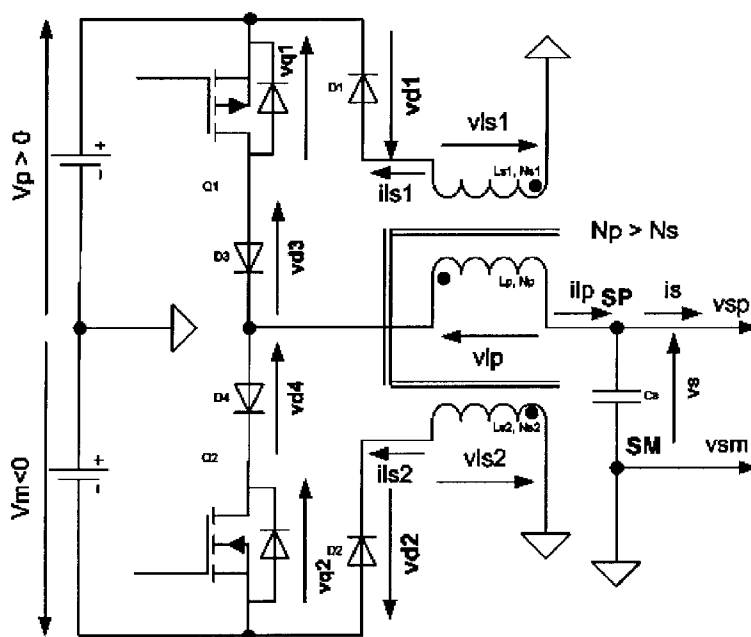 Vp > 0
+
-
vq1
Q1
D1
vd1
vls1
Ls1, Ns1
ils1
D3
vd3
Np > Ns
Lp, Np
ilp
SP
is
vsp
vlp
vs
Cs
SM
vsm
Vm<0
+
-
D4
vd4
Q2
Ls2, Ns2
ils2
vls2
vq2
D2
vd2